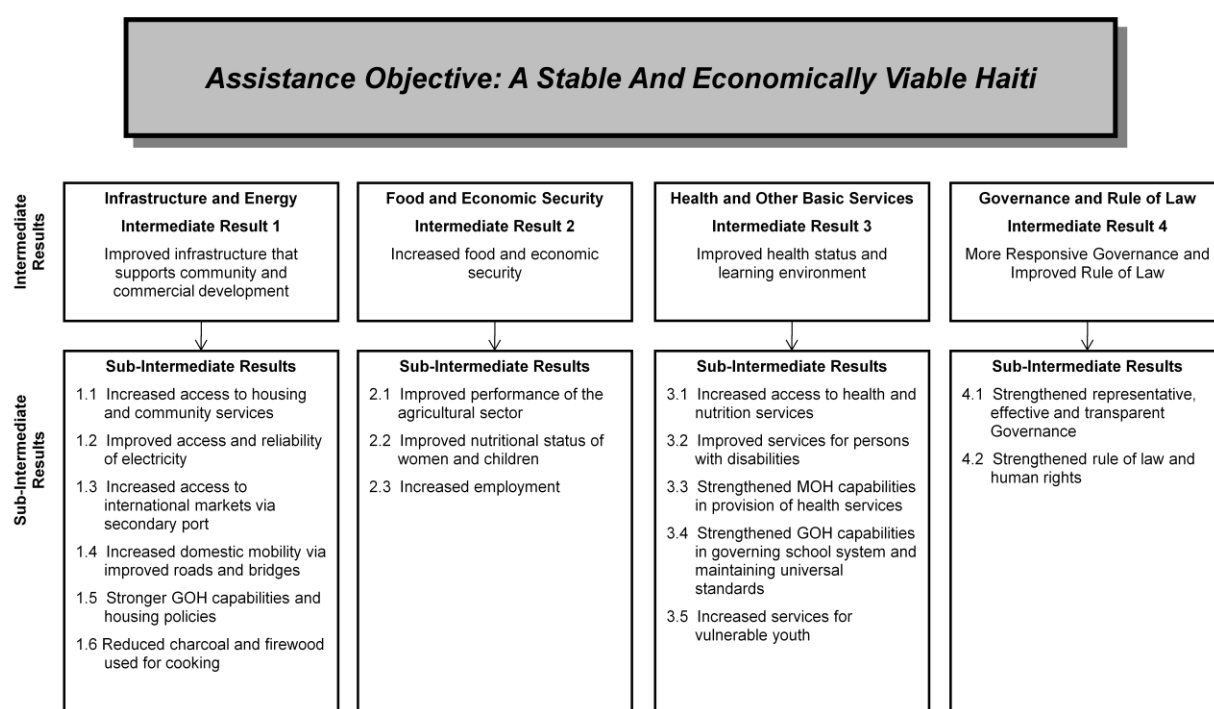 Assistance Objective: A Stable And Economically Viable Haiti
Intermediate
Results
Infrastructure and Energy
Intermediate Result 1
Improved infrastructure that
supports community and
commercial development
Food and Economic Security
Intermediate Result 2
Increased food and economic
security
Health and Other Basic Services
Intermediate Result 3
Improved health status and
learning environment
Governance and Rule of Law
Intermediate Result 4
More Responsive Governance and
Improved Rule of Law
Sub-Intermediate
Results
Sub-Intermediate Results
1.1 Increased access to housing
and community services
1.2 Improved access and reliability
of electricity
1.3 Increased access to
international markets via
secondary port
1.4 Increased domestic mobility via
improved roads and bridges
1.5 Stronger GOH capabilities and
housing policies
1.6 Reduced charcoal and firewood
used for cooking
Sub-Intermediate Results
2.1 Improved performance of the
agricultural sector
2.2 Improved nutritional status of
women and children
2.3 Increased employment
Sub-Intermediate Results
3.1 Increased access to health and
nutrition services
3.2 Improved services for persons
with disabilities
3.3 Strengthened MOH capabilities
in provision of health services
3.4 Strengthened GOH capabilities
in governing school system and
maintaining universal
standards
3.5 Increased services for
vulnerable youth
Sub-Intermediate Results
4.1 Strengthened representative,
effective and transparent
Governance
4.2 Strengthened rule of law and
human rights